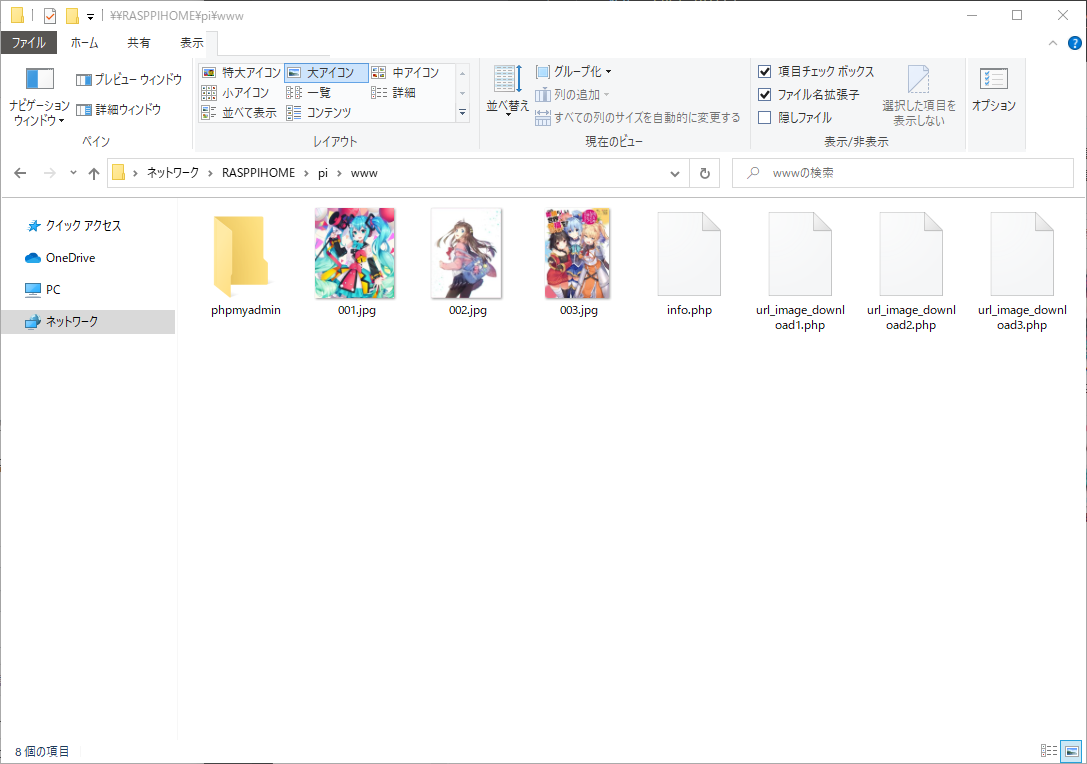 ¥¥RASPPIHOME¥pi¥www
ファイル ホーム 共有 表示
ナビゲーション ウィンドウ
プレビュー ウィンドウ
詳細ウィンドウ
ペイン
特大アイコン 大アイコン 中アイコン
小アイコン 一覧 詳細
並べて表示 コンテンツ
レイアウト
並べ替え
グループ化
列の追加
すべての列のサイズを自動的に変更する
現在のビュー
項目チェック ボックス
ファイル名拡張子
隠しファイル
選択した項目を
表示しない
表示/非表示
オプション
ネットワーク RASPPIHOME pi www
wwwの検索
クイック アクセス
OneDrive
PC
ネットワーク
phpmyadmin
001.jpg
002.jpg
003.jpg
info.php
url_image_downl
oad1.php
url_image_downl
oad2.php
url_image_downl
oad3.php
8 個の項目